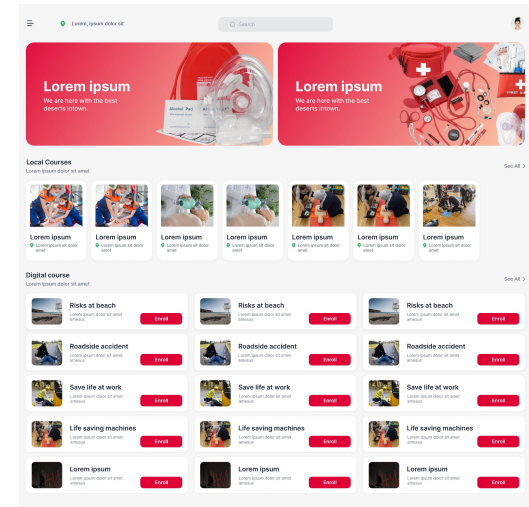 Lorem, ipsum dolor sit
Search
Lorem ipsum
We are here with the best
deserts intown.
Alcohol Pad
Lorem ipsum
We are here with the best
deserts intown.
FIRST
Local Courses
Lorem ipsum dolor sit amet
See All
Lorem ipsum
Lorem ipsum sit dolor
amet
Lorem ipsum
Lorem ipsum sit dolor
amet
Lorem ipsum
Lorem ipsum sit dolor
amet
Lorem ipsum
Lorem ipsum sit dolor
amet
Lorem ipsum
Lorem ipsum sit dolor
amet
Lorem ipsum
Lorem ipsum sit dolor
amet
Lorem ipsum
Lorem ipsum sit dolor
amet
Digital course
Lorem ipsum dolor sit amet
See All
Risks at beach
Lorem ipsum dolor sit amet
amesus
Enroll
Risks at beach
Lorem ipsum dolor sit amet
amesus
Enroll
Risks at beach
Lorem ipsum dolor sit amet
amesus
Enroll
Roadside accident
Lorem ipsum dolor sit amet
amesus
Enroll
Roadside accident
Lorem ipsum dolor sit amet
amesus
Enroll
Roadside accident
Lorem ipsum dolor sit amet
amesus
Enroll
Save life at work
Lorem ipsum dolor sit amet
amesus
Enroll
Save life at work
Lorem ipsum dolor sit amet
amesus
Enroll
Save life at work
Lorem ipsum dolor sit amet
amesus
Enroll
Life saving machines
Lorem ipsum dolor sit amet
amesus
Enroll
Life saving machines
Lorem ipsum dolor sit amet
amesus
Enroll
Life saving machines
Lorem ipsum dolor sit amet
amesus
Enroll
Lorem ipsum
Lorem ipsum dolor sit amet
amesus
Enroll
Lorem ipsum
Lorem ipsum dolor sit amet
amesus
Enroll
Lorem ipsum
Lorem ipsum dolor sit amet
amesus
Enroll